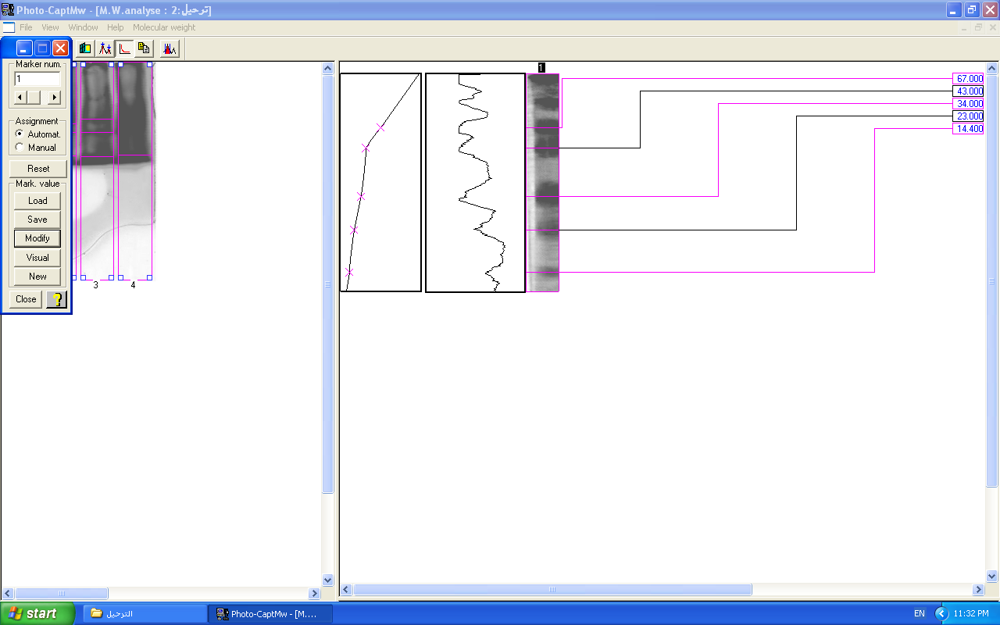 Photo-CaptMw - [M.W.analyse : 2:ترحيل]
File View Window Help Molecular weight
Marker num.
1
Assignment
Automat.
Manual
Reset
Mark. value
Load
Save
Modify
Visual
New
Close ?
3 4
1
67.000
43.000
34.000
23.000
14.400
start الترحيل Photo-CaptMw - [M.... EN 11:32 PM